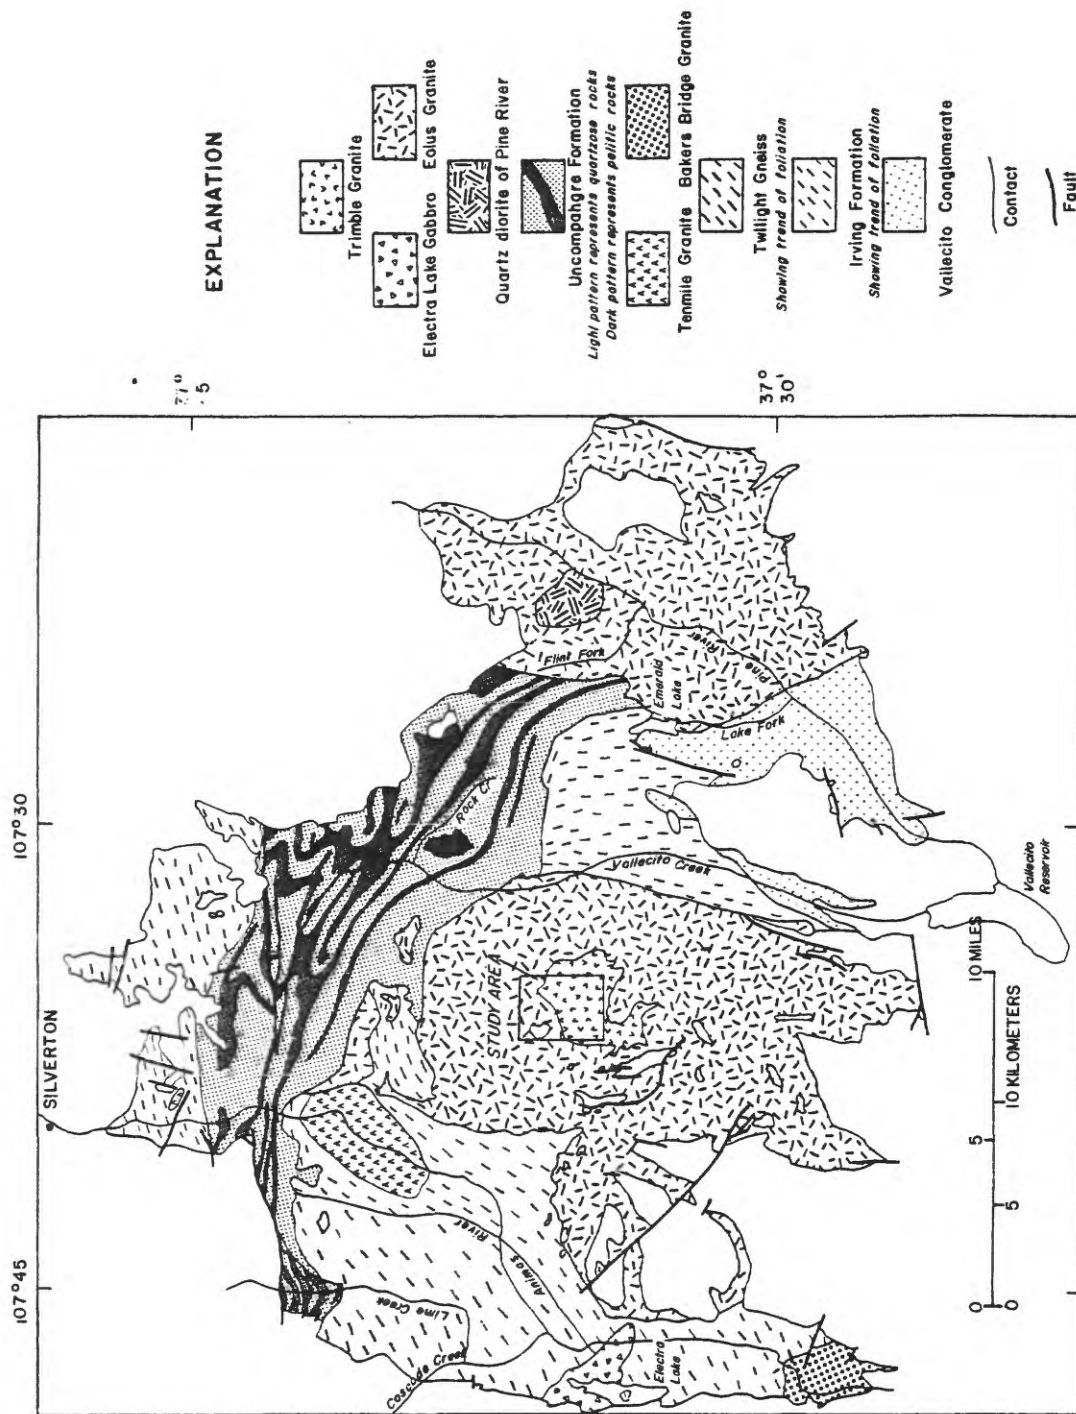 SILVERTON
107°45'
107°30'
37°
5
37°
30'
Cascade Creek
Lime Creek
Animas
River
Electra
Lake
STUDY AREA
Rock Cr
Vallecito Creek
Flint Fork
Emerald
Lake
Pine
River
Lake Fork
Vallecito
Reservoir
0 5 10 MILES
0 5 10 KILOMETERS
EXPLANATION
Trimble Granite
Electra Lake Gabbro
Eolus Granite
Quartz diorite of Pine River
Uncompahgre Formation
Light pattern represents quartzose rocks
Dark pattern represents pelitic rocks
Tenmile Granite
Bakers Bridge Granite
Twilight Gneiss
Showing trend of foliation
Irving Formation
Showing trend of foliation
Vallecito Conglomerate
Contact
Fault